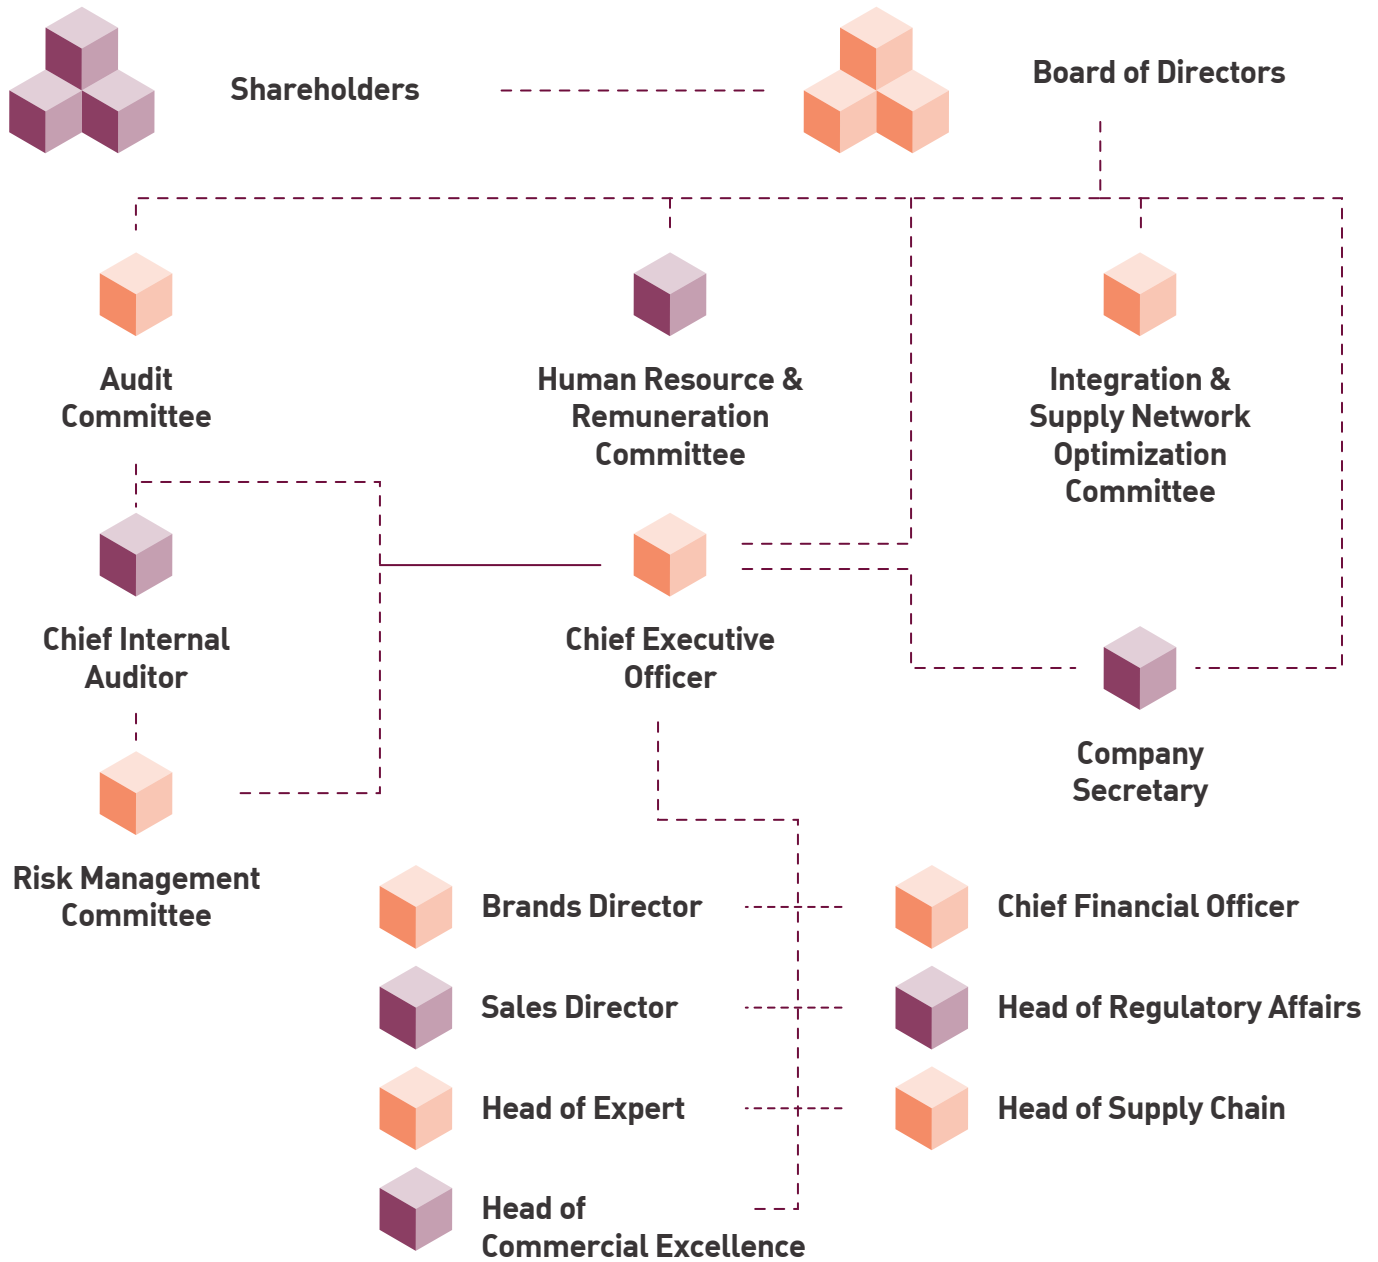 Shareholders
Board of Directors
Audit
Committee
Human Resource &
Remuneration
Committee
Integration &
Supply Network
Optimization
Committee
Chief Internal
Auditor
Chief Executive
Officer
Company
Secretary
Risk Management
Committee
Brands Director
Chief Financial Officer
Sales Director
Head of Regulatory Affairs
Head of Expert
Head of Supply Chain
Head of
Commercial Excellence